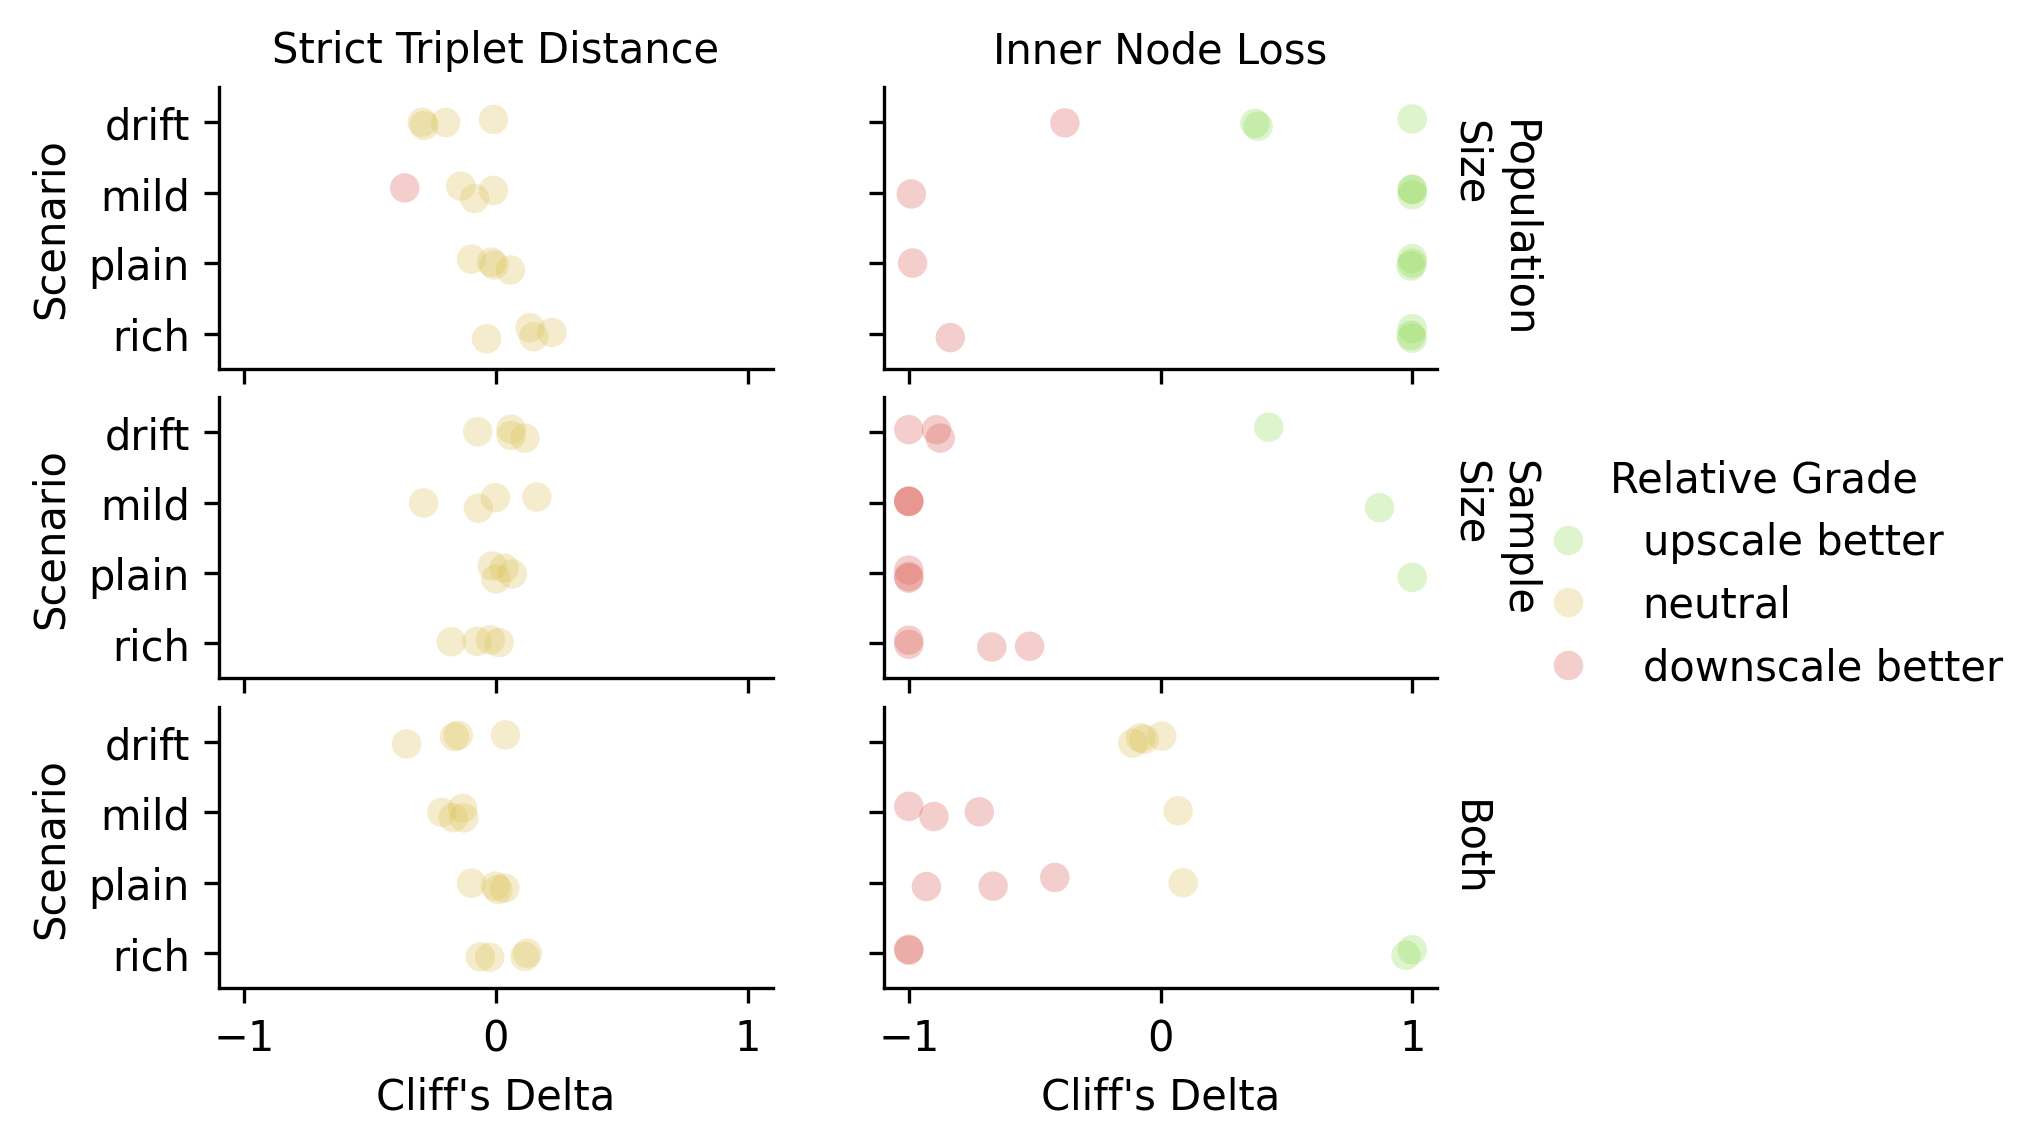 Strict Triplet Distance
Inner Node Loss
Scenario
drift
mild
plain
rich
Population
Size
Scenario
drift
mild
plain
rich
Sample
Size
Scenario
drift
mild
plain
rich
Both
−1
0
1
−1
0
1
Cliff's Delta
Cliff's Delta
Relative Grade
upscale better
neutral
downscale better